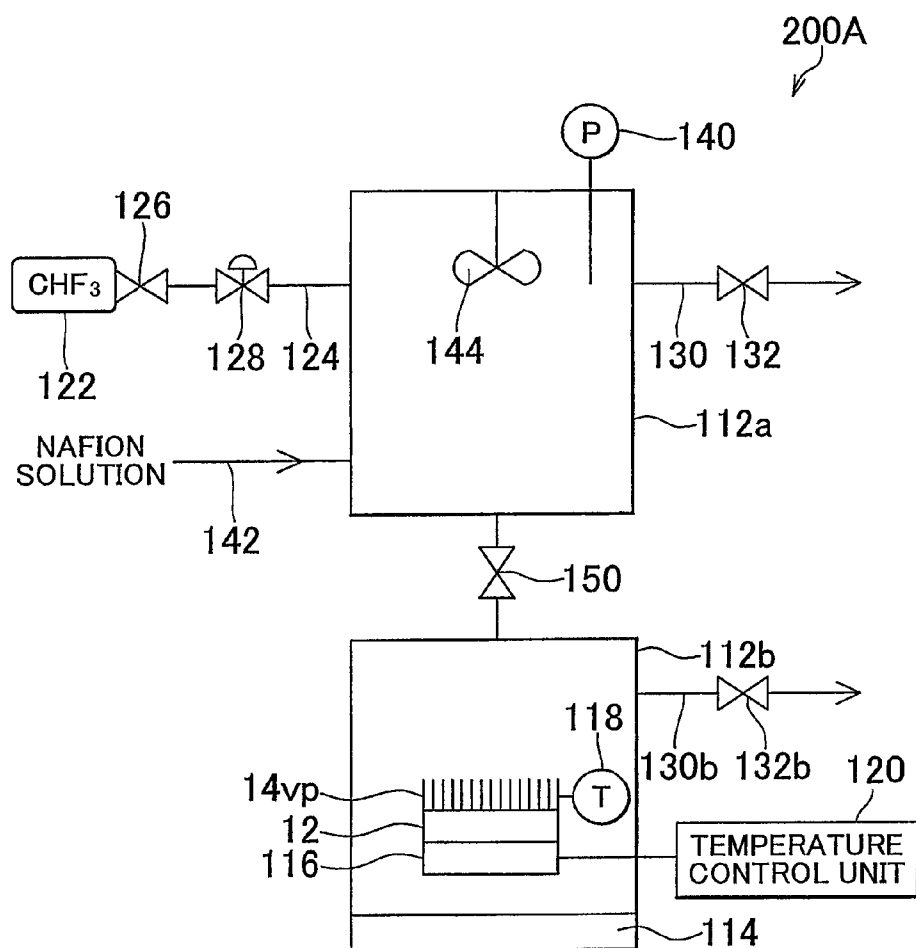 200A
P
140
126
CHF₃
128
124
122
144
130
132
112a
NAFION
SOLUTION
142
150
112b
118
130b
132b
120
14vp
T
12
116
TEMPERATURE
CONTROL UNIT
114